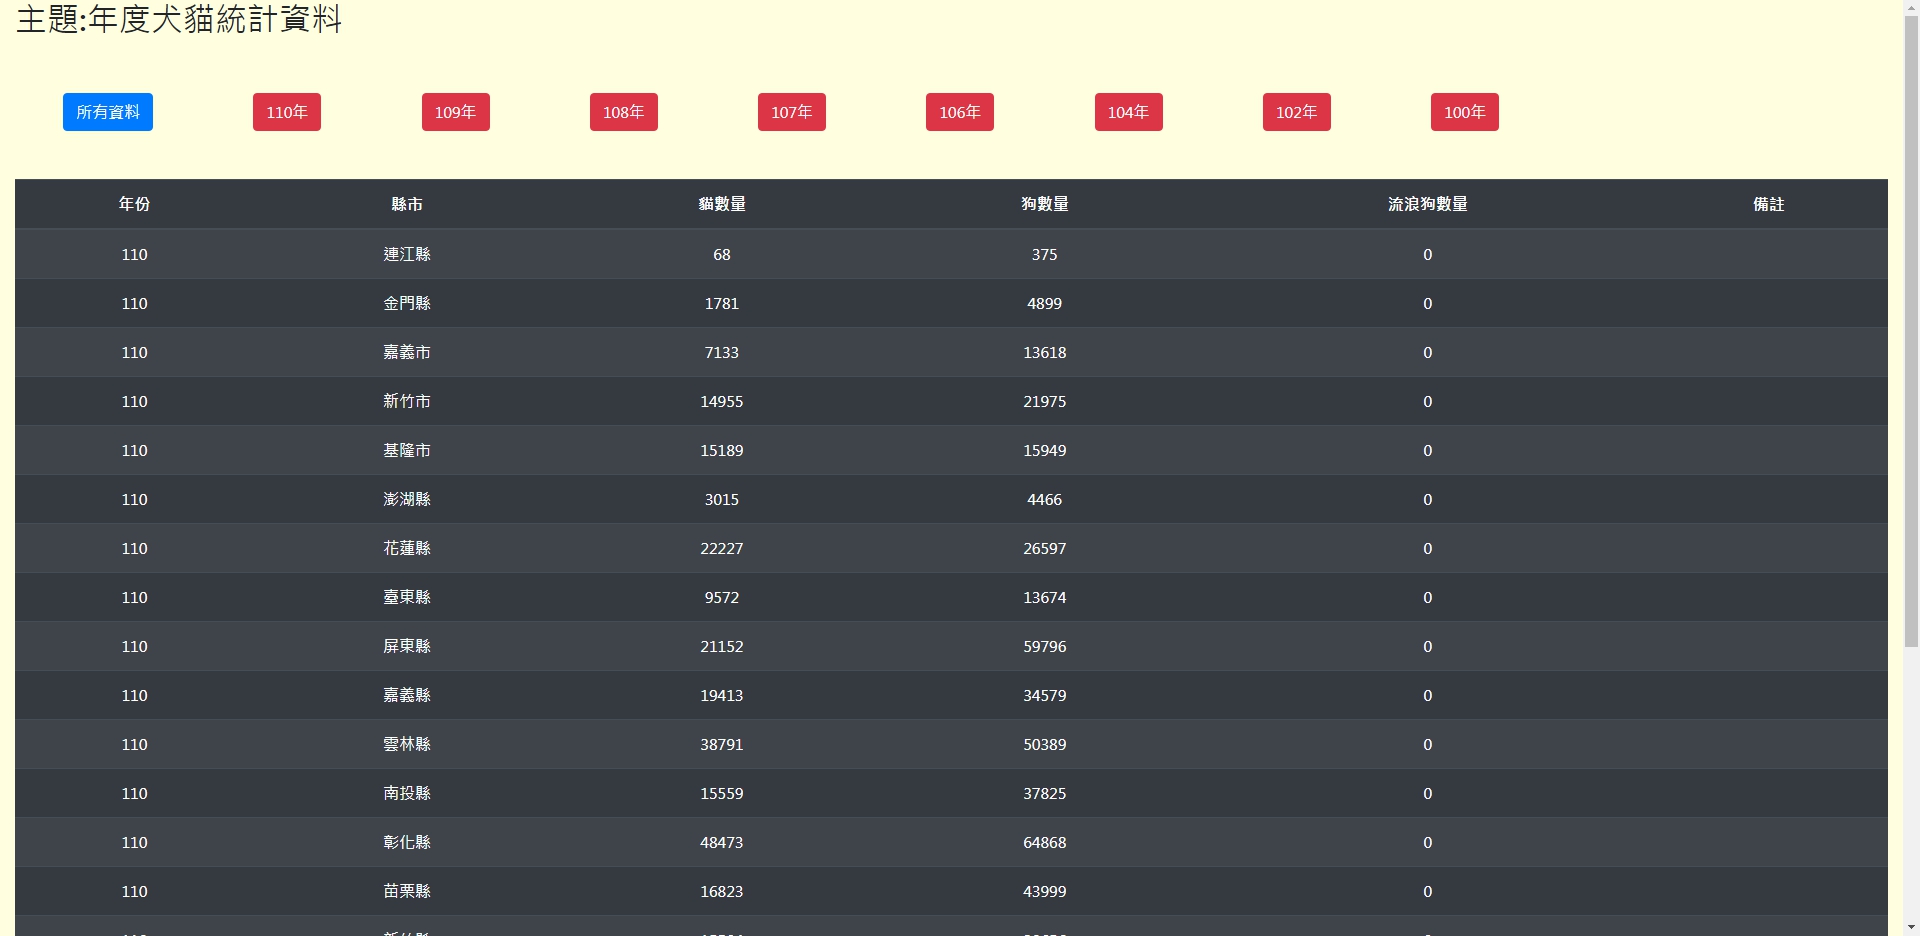 主題:年度犬貓統計資料
所有資料 110年 109年 108年 107年 106年 104年 102年 100年
年份 縣市 貓數量 狗數量 流浪狗數量 備註
110 連江縣 68 375 0
110 金門縣 1781 4899 0
110 嘉義市 7133 13618 0
110 新竹市 14955 21975 0
110 基隆市 15189 15949 0
110 澎湖縣 3015 4466 0
110 花蓮縣 22227 26597 0
110 臺東縣 9572 13674 0
110 屏東縣 21152 59796 0
110 嘉義縣 19413 34579 0
110 雲林縣 38791 50389 0
110 南投縣 15559 37825 0
110 彰化縣 48473 64868 0
110 苗栗縣 16823 43999 0